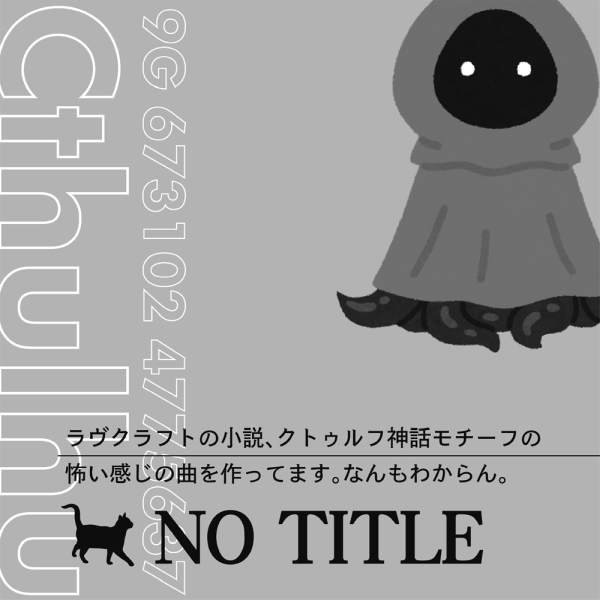 Cthulhu
9G 673102 4775637
ラヴクラフトの小説、クトゥルフ神話モチーフの
怖い感じの曲を作ってます。なんもわからん。
NO TITLE